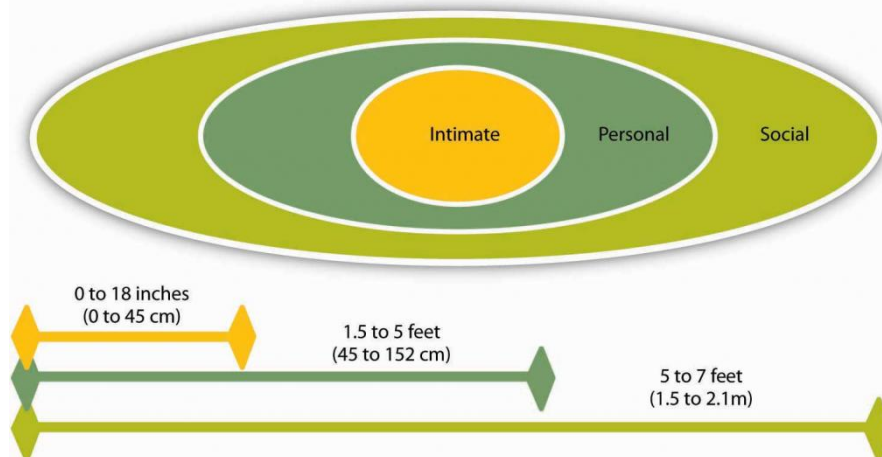 Intimate
Personal
Social
0 to 18 inches
(0 to 45 cm)
1.5 to 5 feet
(45 to 152 cm)
5 to 7 feet
(1.5 to 2.1m)